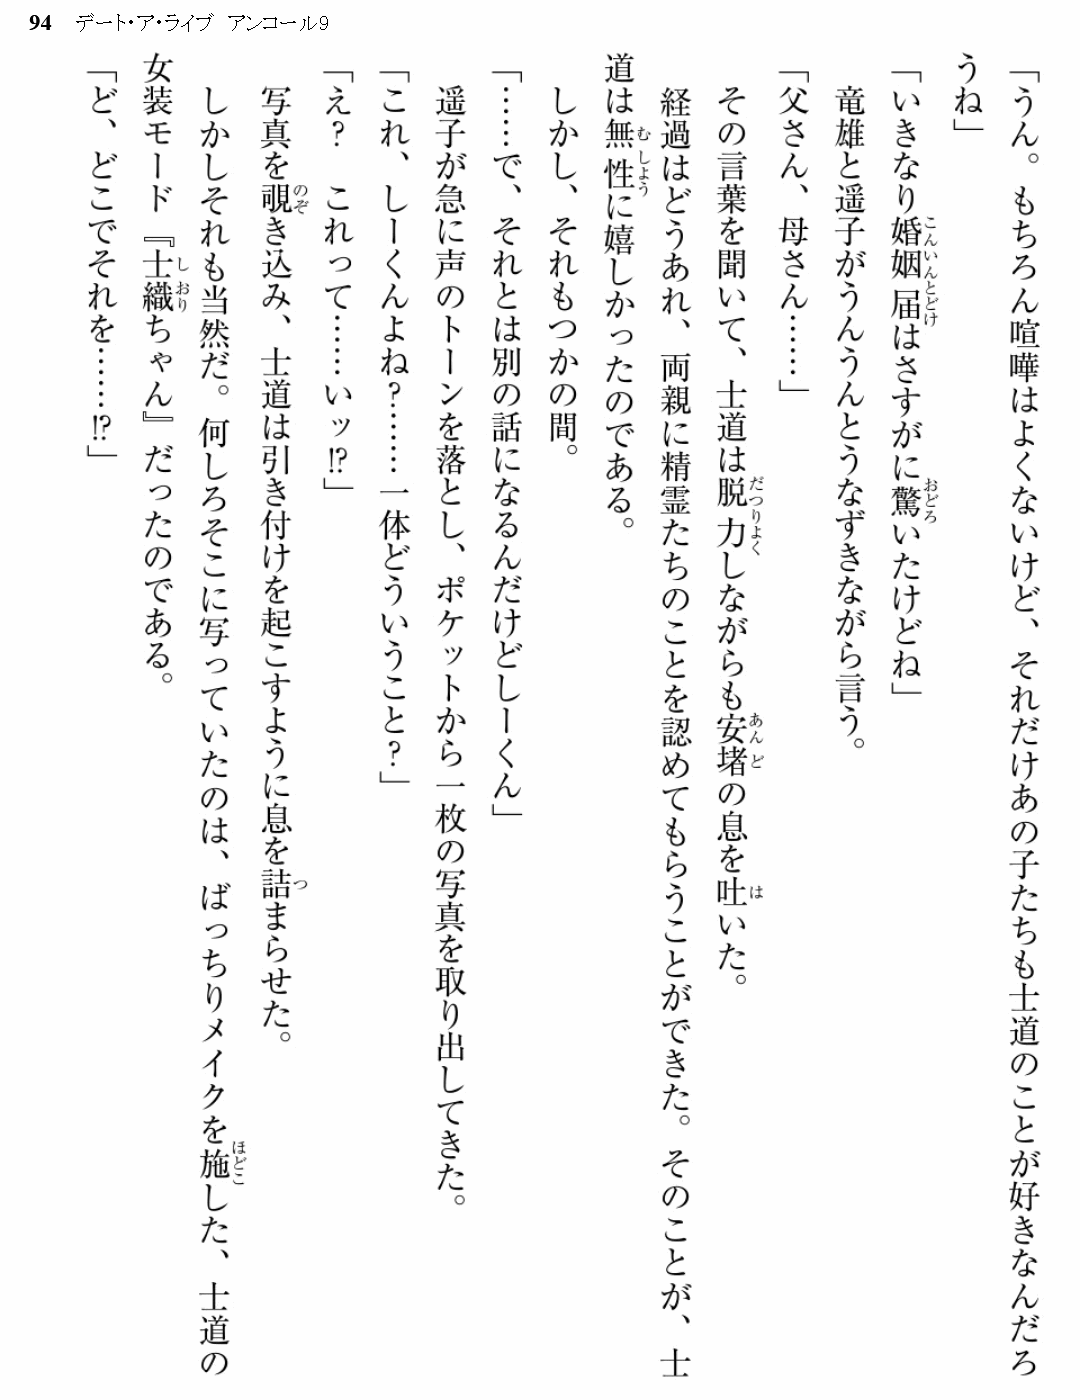 94 デート・ア・ライブ アンコール9
「うん。もちろん喧嘩はよくないけど、それだけあの子たちも士道のことが好きなんだろ
うね」
「いきなり婚姻届はさすがに驚いたけどね」
竜雄と遥子がうんうんとうなずきながら言う。
「父さん、母さん……」
その言葉を聞いて、士道は脱力しながらも安堵の息を吐いた。
経過はどうあれ、両親に精霊たちのことを認めてもらうことができた。そのことが、士
道は無性に嬉しかったのである。
しかし、それもつかの間。
「……で、それとは別の話になるんだけどしーくん」
遥子が急に声のトーンを落とし、ポケットから一枚の写真を取り出してきた。
「これ、しーくんよね?……一体どういうこと?」
「え? これって……いッ!?」
写真を覗き込み、士道は引き付けを起こすように息を詰まらせた。
しかしそれも当然だ。何しろそこに写っていたのは、ばっちりメイクを施した、士道の
女装モード『士織ちゃん』だったのである。
「ど、どこでそれを……!?」